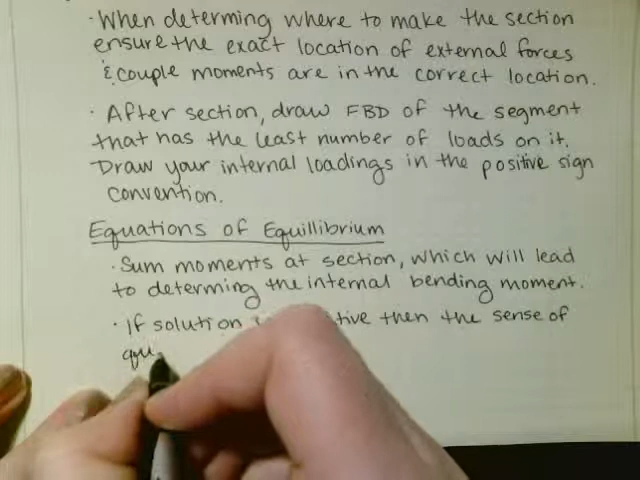 · When determining where to make the section
ensure the exact location of external forces
& couple moments are in the correct location.
· After section, draw FBD of the segment
that has the least number of loads on it.
Draw your internal loadings in the positive sign
convention.
Equations of Equillibrium
· Sum moments at section, which will lead
to determing the internal bending moment.
· If solution then the sense of